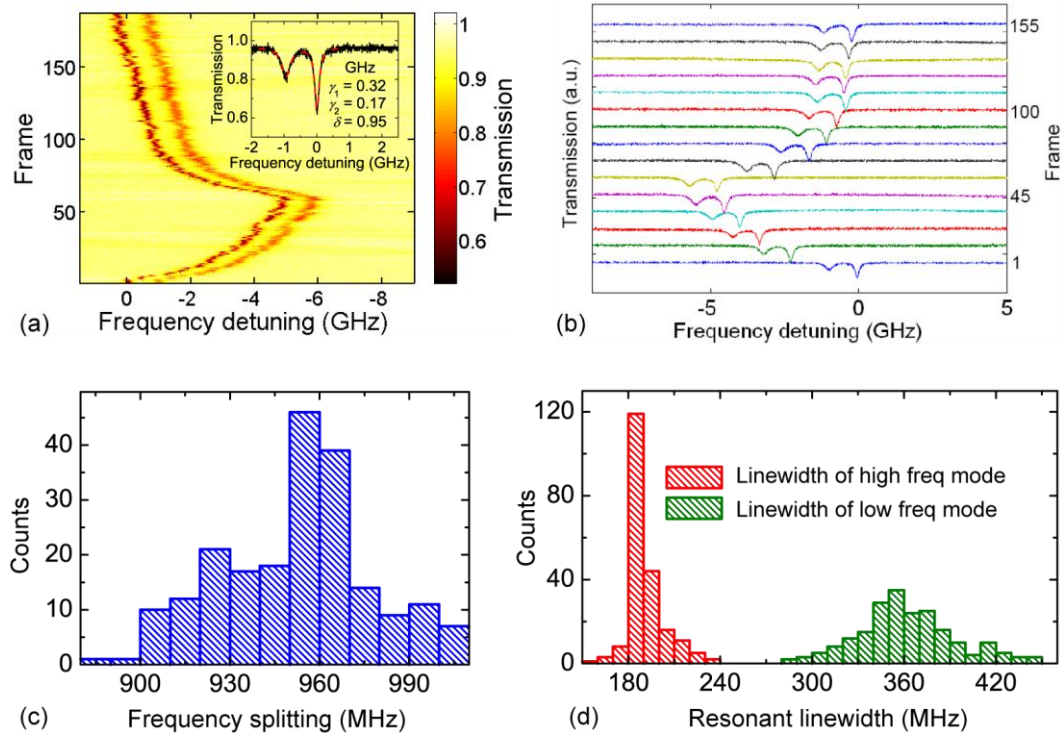 150
100
50
Frame
0
-2
-4
-6
-8
(a)
Frequency detuning (GHz)
1.0
0.8
0.6
Transmission
GHz
γ1 = 0.32
γ2 = 0.17
δ = 0.95
-2 -1 0 1 2
Frequency detuning (GHz)
1
0.9
0.8
0.7
0.6
Transmission
Transmission (a.u.)
155
100
45
1
Frame
-5
0
5
(b)
Frequency detuning (GHz)
40
30
20
10
0
Counts
900
930
960
990
(c)
Frequency splitting (MHz)
120
80
40
0
Counts
Linewidth of high freq mode
Linewidth of low freq mode
180
240
300
360
420
(d)
Resonant linewidth (MHz)